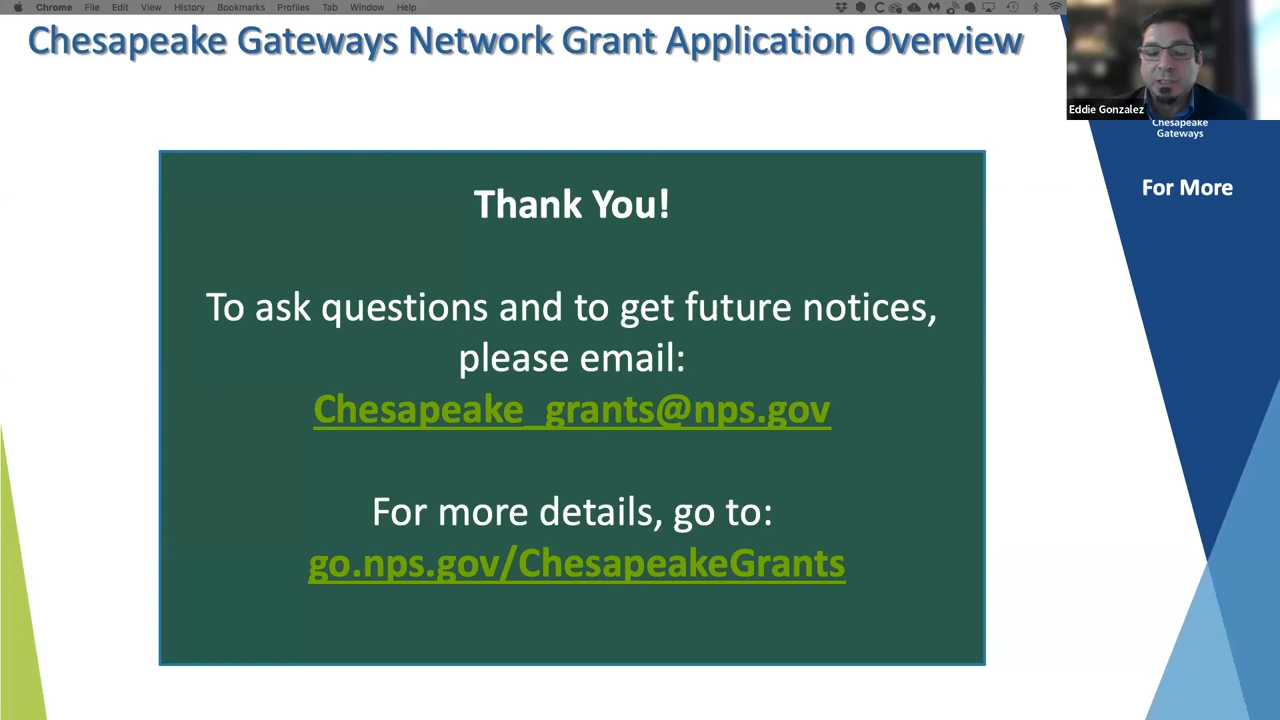 Chrome File Edit View History Bookmarks Profiles Tab Window Help
Chesapeake Gateways Network Grant Application Overview
Eddie Gonzalez
Chesapeake
Gateways
For More
Thank You!
To ask questions and to get future notices,
please email:
Chesapeake_grants@nps.gov
For more details, go to:
go.nps.gov/ChesapeakeGrants